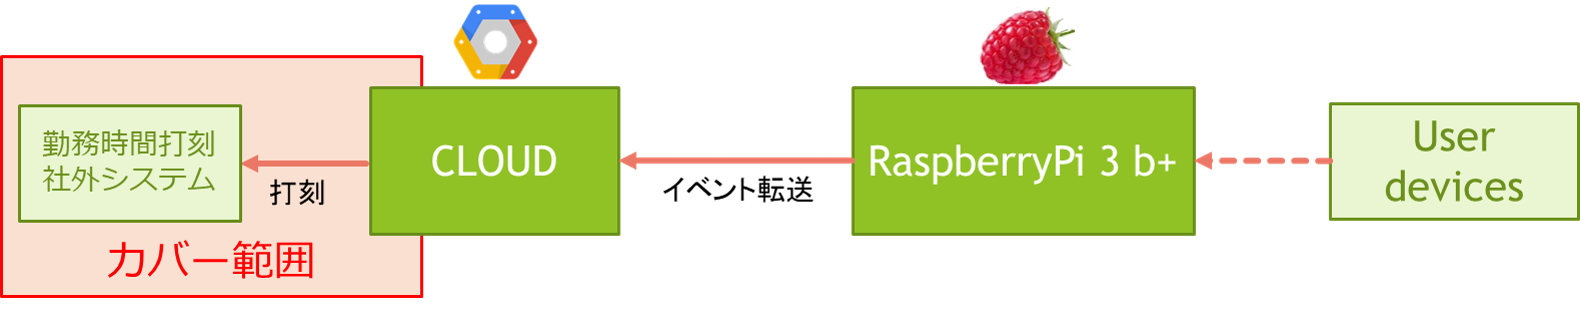 勤務時間打刻
社外システム
打刻
カバー範囲
CLOUD
イベント転送
RaspberryPi 3 b+
User
devices